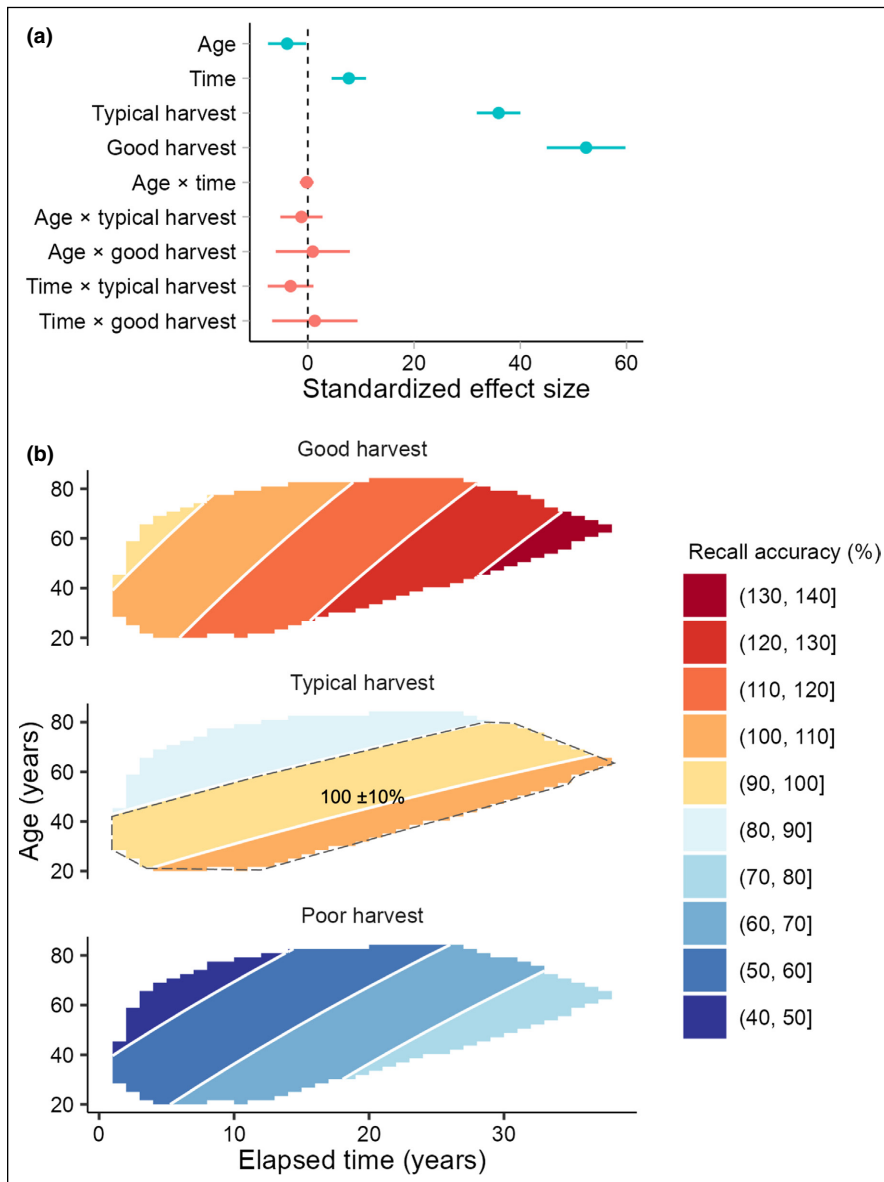 (a)
Age
Time
Typical harvest
Good harvest
Age × time
Age × typical harvest
Age × good harvest
Time × typical harvest
Time × good harvest
0 20 40 60
Standardized effect size
(b)
Good harvest
80
60
40
20
Typical harvest
80
60
40
20
100 ±10%
Age (years)
Poor harvest
80
60
40
20
0 10 20 30
Elapsed time (years)
Recall accuracy (%)
(130, 140]
(120, 130]
(110, 120]
(100, 110]
(90, 100]
(80, 90]
(70, 80]
(60, 70]
(50, 60]
(40, 50]